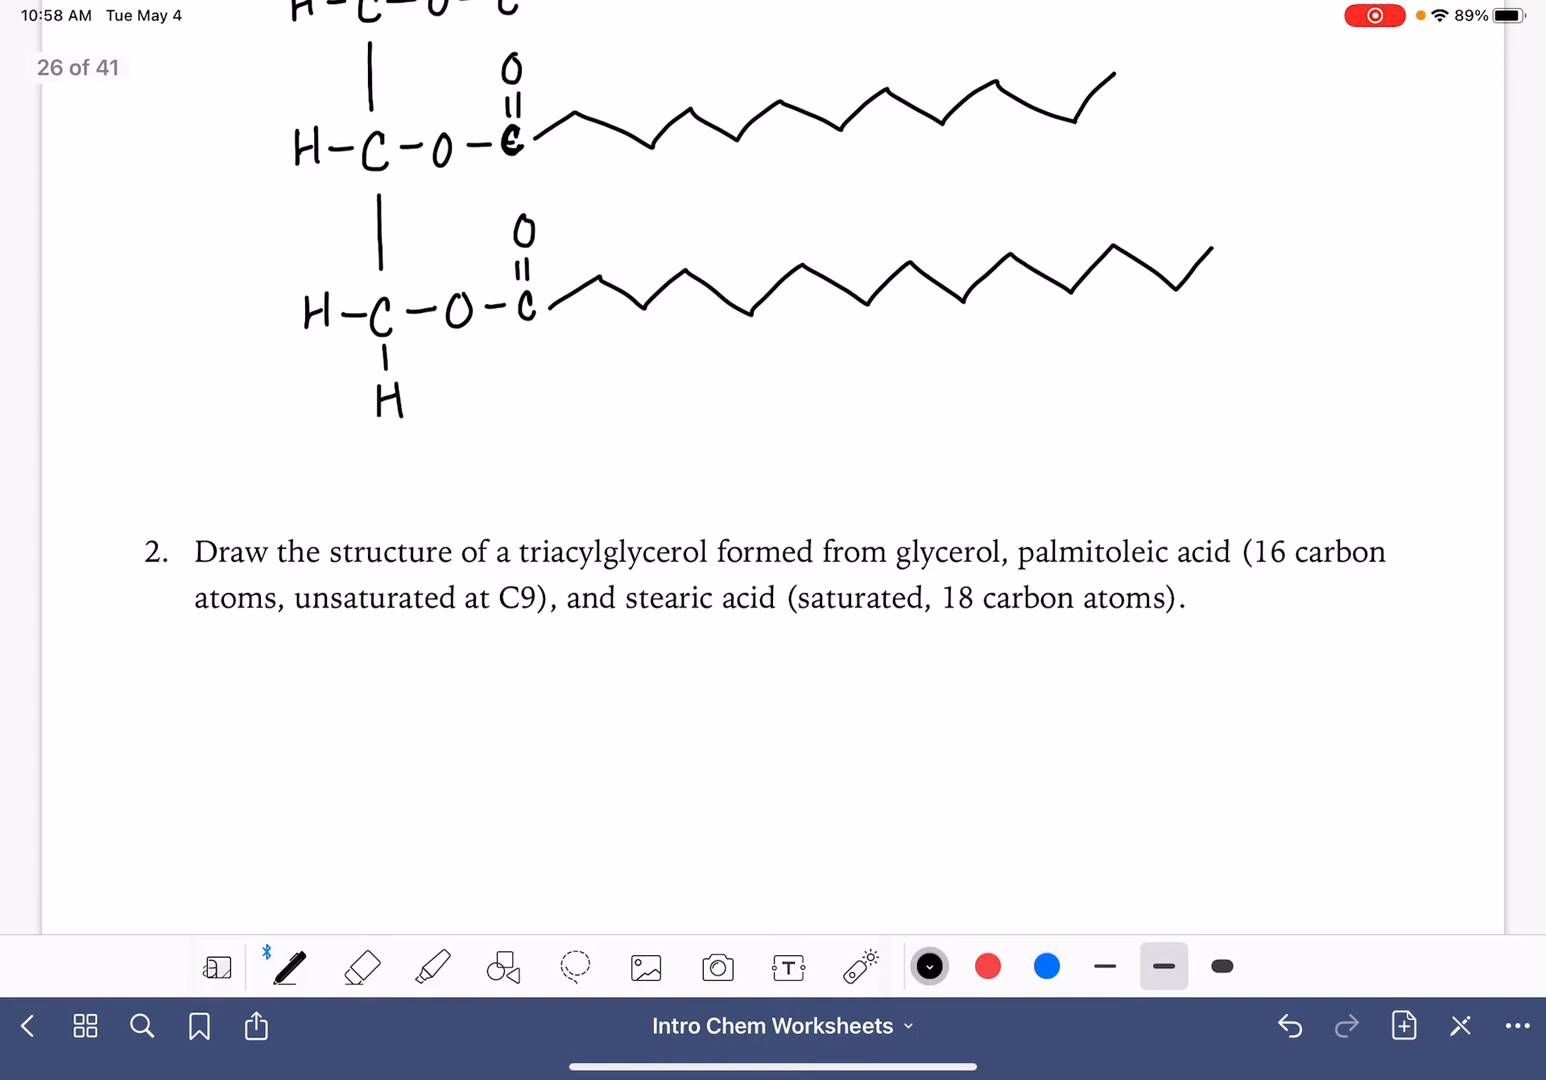 10:58 AM Tue May 4
89%
26 of 41
H-C-O-C
O
H-C-O-C
O
H-C-O-C
H
2. Draw the structure of a triacylglycerol formed from glycerol, palmitoleic acid (16 carbon
atoms, unsaturated at C9), and stearic acid (saturated, 18 carbon atoms).
a
T
Intro Chem Worksheets